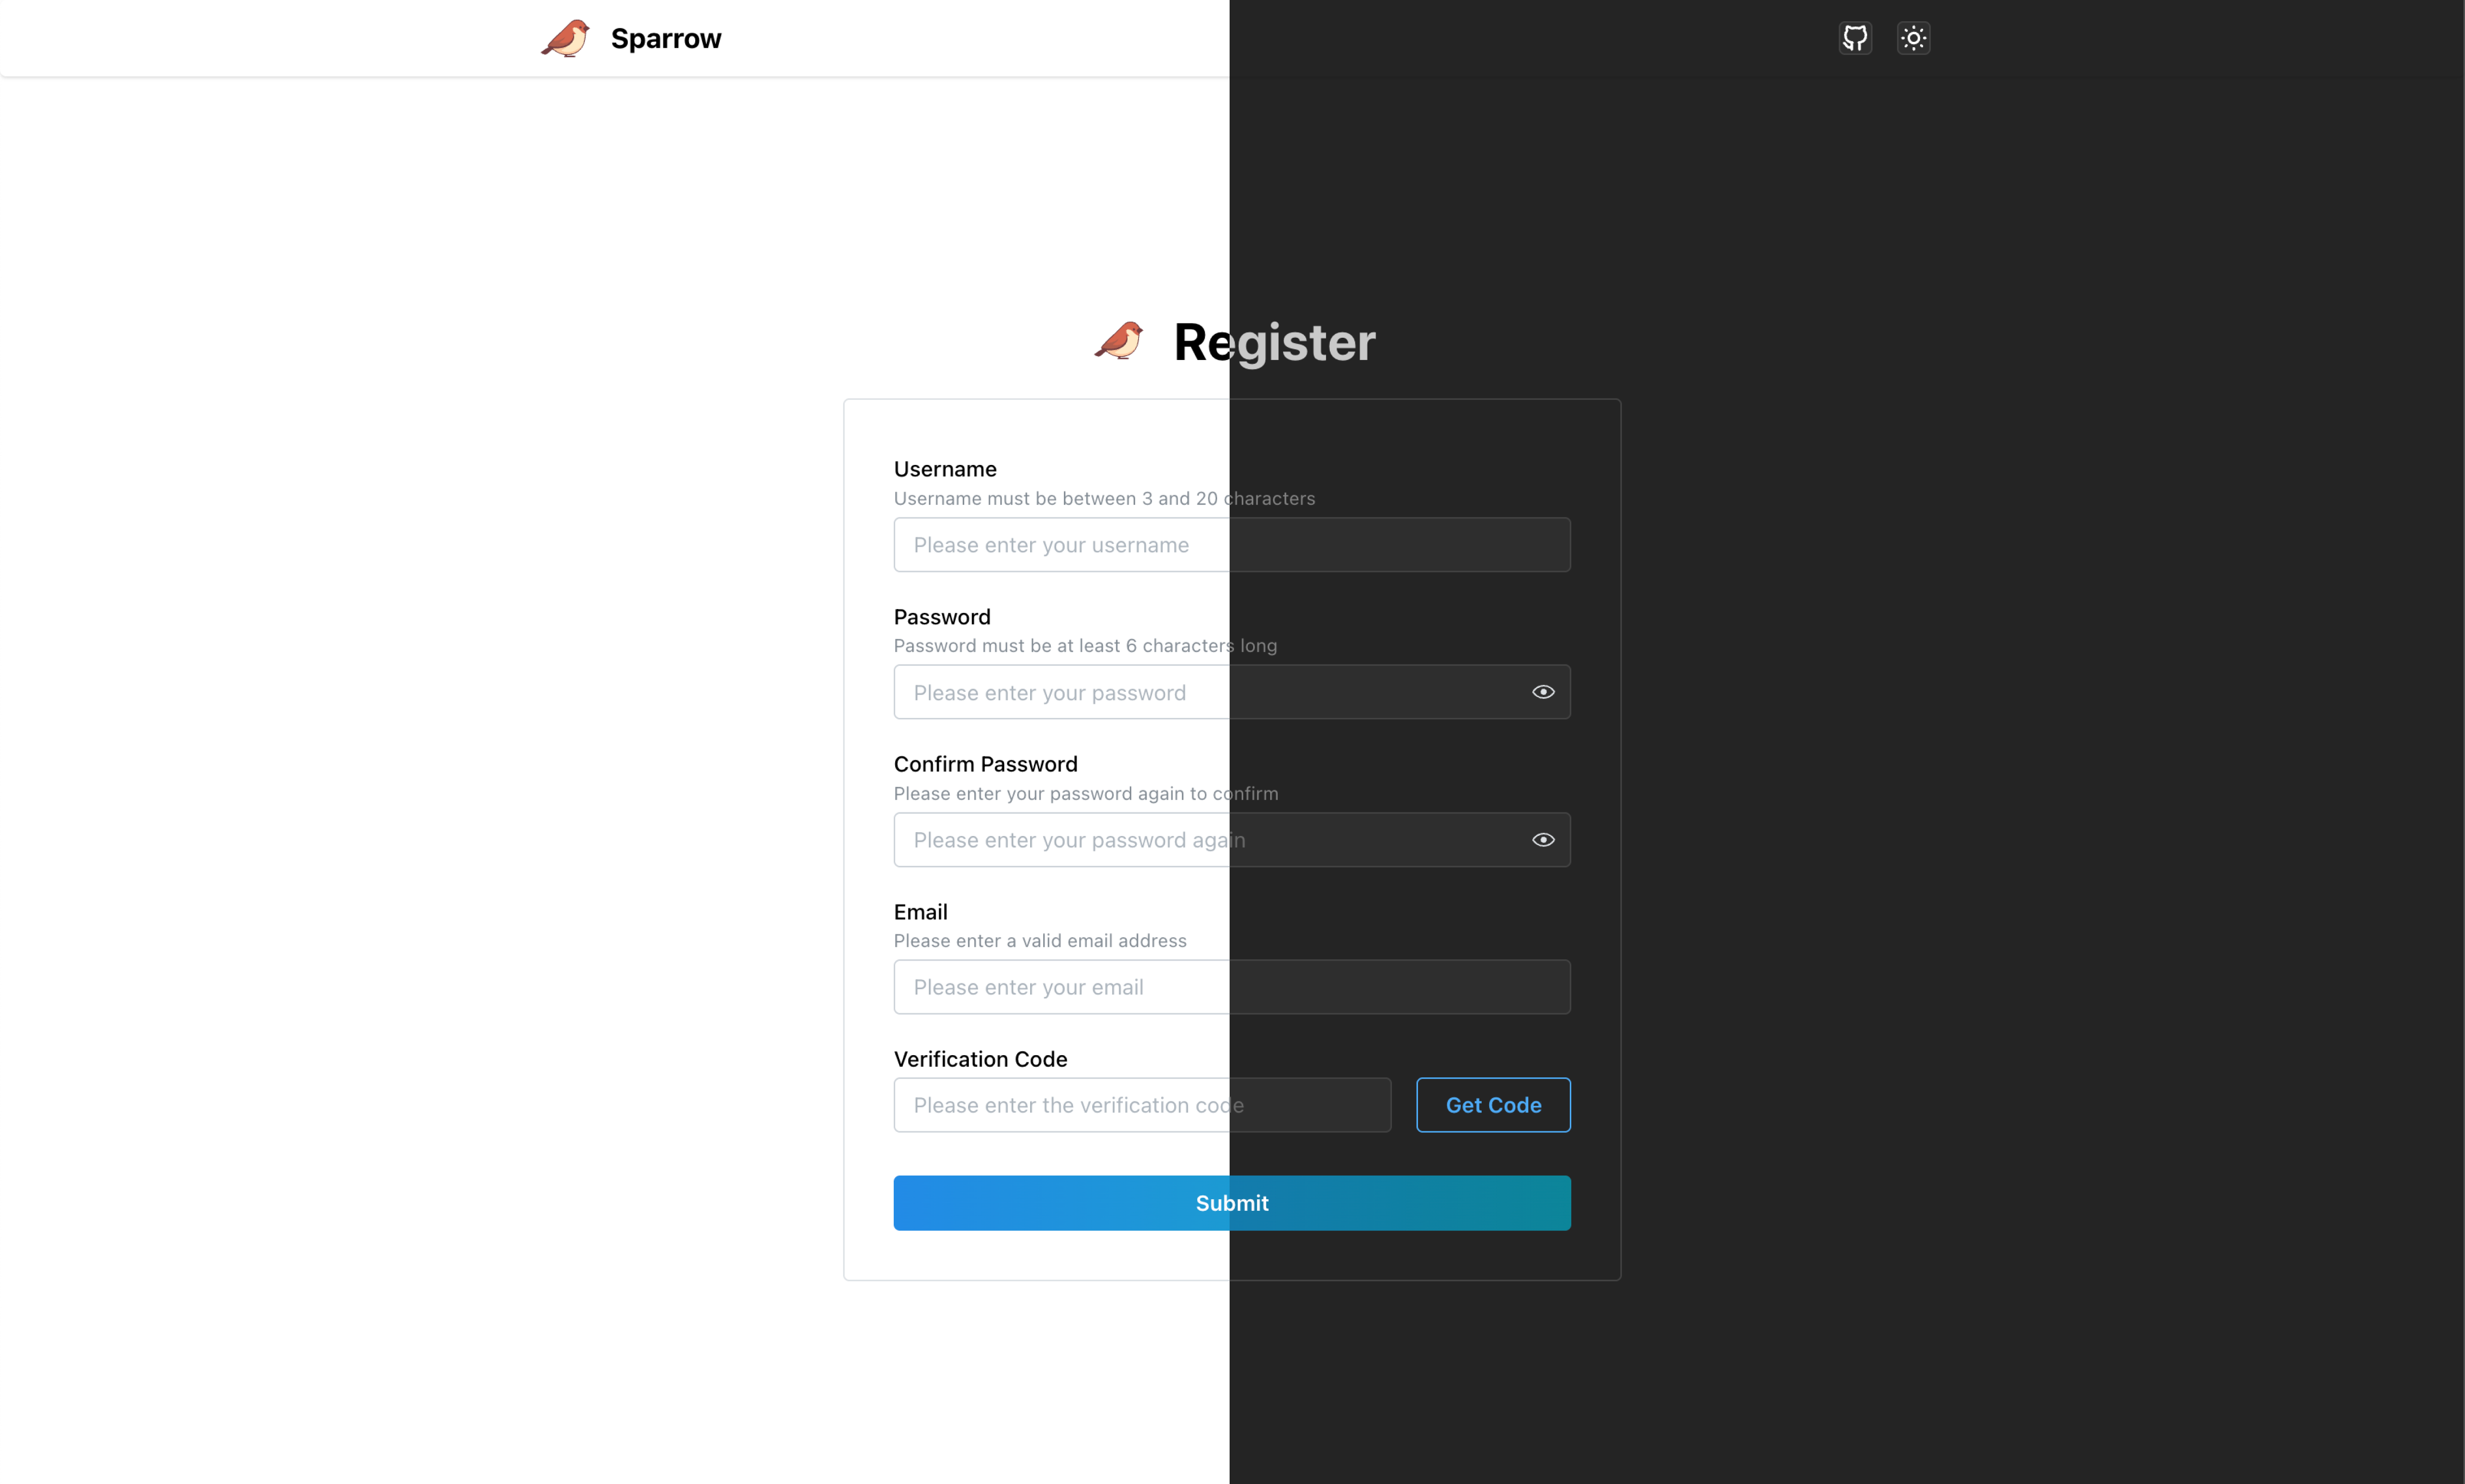 Sparrow
Register
Username
Username must be between 3 and 20 characters
Please enter your username
Password
Password must be at least 6 characters long
Please enter your password
Confirm Password
Please enter your password again to confirm
Please enter your password again
Email
Please enter a valid email address
Please enter your email
Verification Code
Please enter the verification code
Get Code
Submit